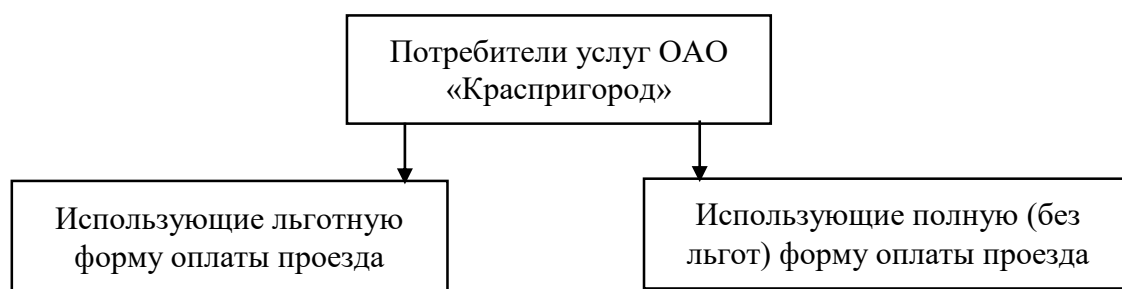 Потребители услуг ОАО
«Краспригород»
Использующие льготную
форму оплаты проезда
Использующие полную (без
льгот) форму оплаты проезда